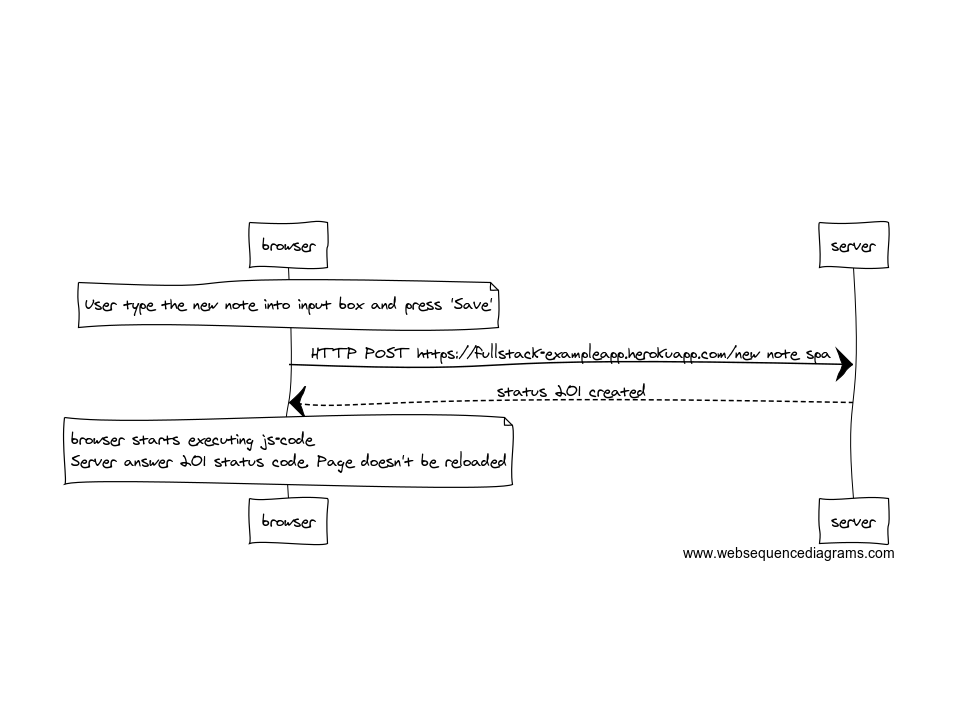 browser
server
User type the new note into input box and press 'Save'
HTTP POST https://fullstack-exampleapp.herokuapp.com/new note spa
status 201 created
browser starts executing js-code
Server answer 201 status code. Page doesn't be reloaded
browser
server
www.websequencediagrams.com